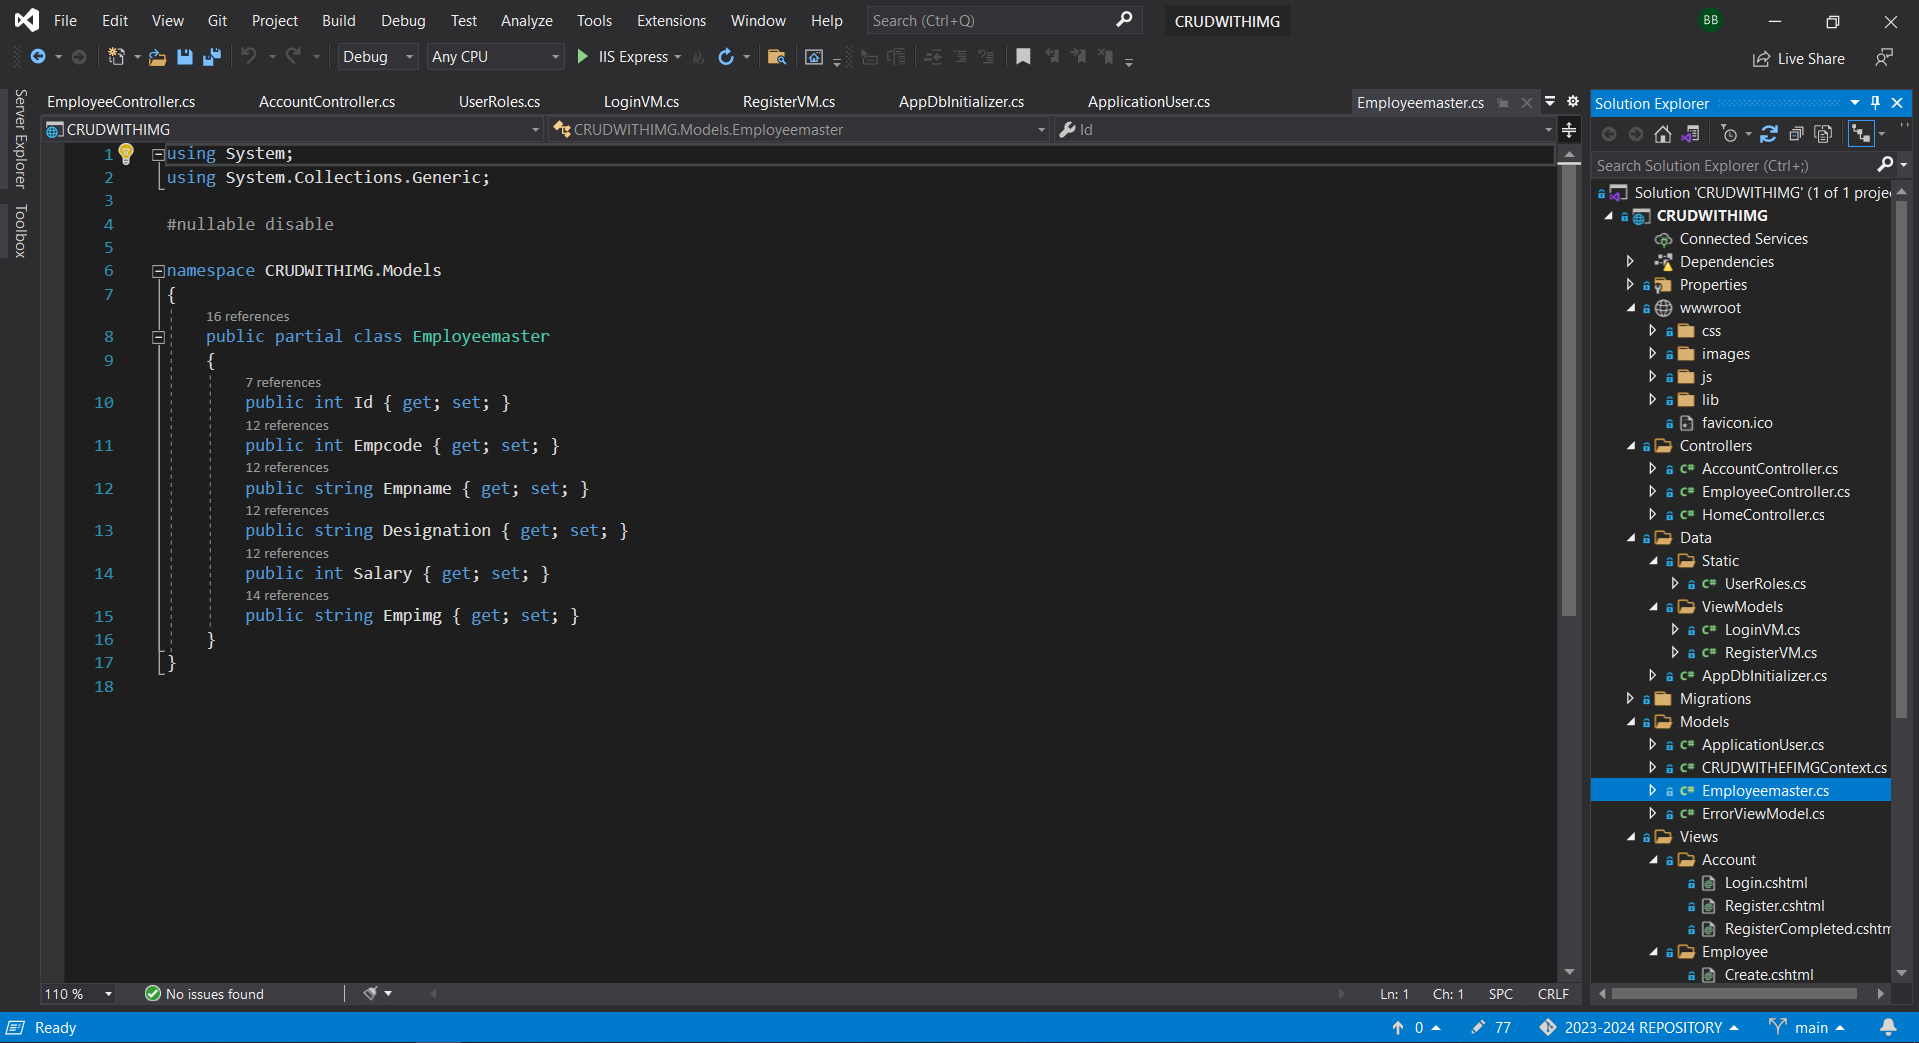 File Edit View Git Project Build Debug Test Analyze Tools Extensions Window Help Search (Ctrl+Q) CRUDWITHIMG BB
Debug Any CPU IIS Express Live Share
Server Explorer
Toolbox
EmployeeController.cs AccountController.cs UserRoles.cs LoginVM.cs RegisterVM.cs AppDbInitializer.cs ApplicationUser.cs Employeemaster.cs
CRUDWITHIMG CRUDWITHIMG.Models.Employeemaster Id
1 using System;
2 using System.Collections.Generic;
3
4 #nullable disable
5
6 namespace CRUDWITHIMG.Models
7 {
16 references
8 public partial class Employeemaster
9 {
7 references
10 public int Id { get; set; }
12 references
11 public int Empcode { get; set; }
12 references
12 public string Empname { get; set; }
12 references
13 public string Designation { get; set; }
12 references
14 public int Salary { get; set; }
14 references
15 public string Empimg { get; set; }
16 }
17 }
18
110 % No issues found Ln: 1 Ch: 1 SPC CRLF
Solution Explorer
Search Solution Explorer (Ctrl+;)
Solution 'CRUDWITHIMG' (1 of 1 proje
CRUDWITHIMG
Connected Services
Dependencies
Properties
wwwroot
css
images
js
lib
favicon.ico
Controllers
C# AccountController.cs
C# EmployeeController.cs
C# HomeController.cs
Data
Static
C# UserRoles.cs
ViewModels
C# LoginVM.cs
C# RegisterVM.cs
C# AppDbInitializer.cs
Migrations
Models
C# ApplicationUser.cs
C# CRUDWITHEFIMGContext.cs
C# Employeemaster.cs
C# ErrorViewModel.cs
Views
Account
Login.cshtml
Register.cshtml
RegisterCompleted.cshtm
Employee
Create.cshtml
Ready 0 77 2023-2024 REPOSITORY main